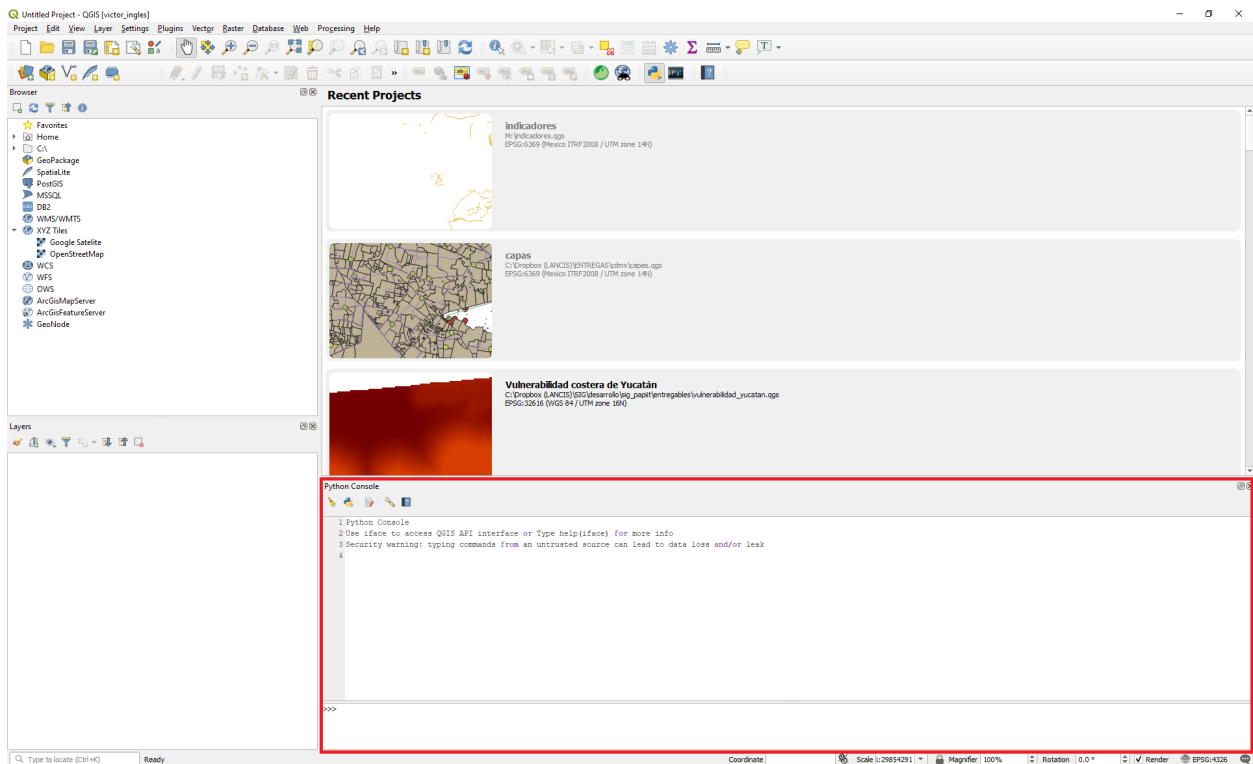 Untitled Project - QGIS [victor_ingles]
Project Edit View Layer Settings Plugins Vector Raster Database Web Processing Help
Browser
Favorites
Home
C:\
GeoPackage
SpatiaLite
PostGIS
MSSQL
DB2
WMS/WMTS
XYZ Tiles
Google Satelite
OpenStreetMap
WCS
WFS
OWS
ArcGisMapServer
ArcGisFeatureServer
GeoNode
Layers
Recent Projects
indicadores
M:\indicadores.qgs
EPSG:6369 (Mexico ITRF2008 / UTM zone 14N)
capas
C:\Dropbox (LANCIS)\ENTREGAS\cdmx\capas.qgs
EPSG:6369 (Mexico ITRF2008 / UTM zone 14N)
Vulnerabilidad costera de Yucatán
C:\Dropbox (LANCIS)\SIG\desarrollo\sig_papiit\entregables\vulnerabilidad_yucatan.qgs
EPSG:32616 (WGS 84 / UTM zone 16N)
Python Console
1 Python Console
2 Use iface to access QGIS API interface or Type help(iface) for more info
3 Security warning: typing commands from an untrusted source can lead to data loss and/or leak
4
>>>
Type to locate (Ctrl+K) Ready Coordinate Scale 1:29854291 Magnifier 100% Rotation 0.0 ° Render EPSG:4326